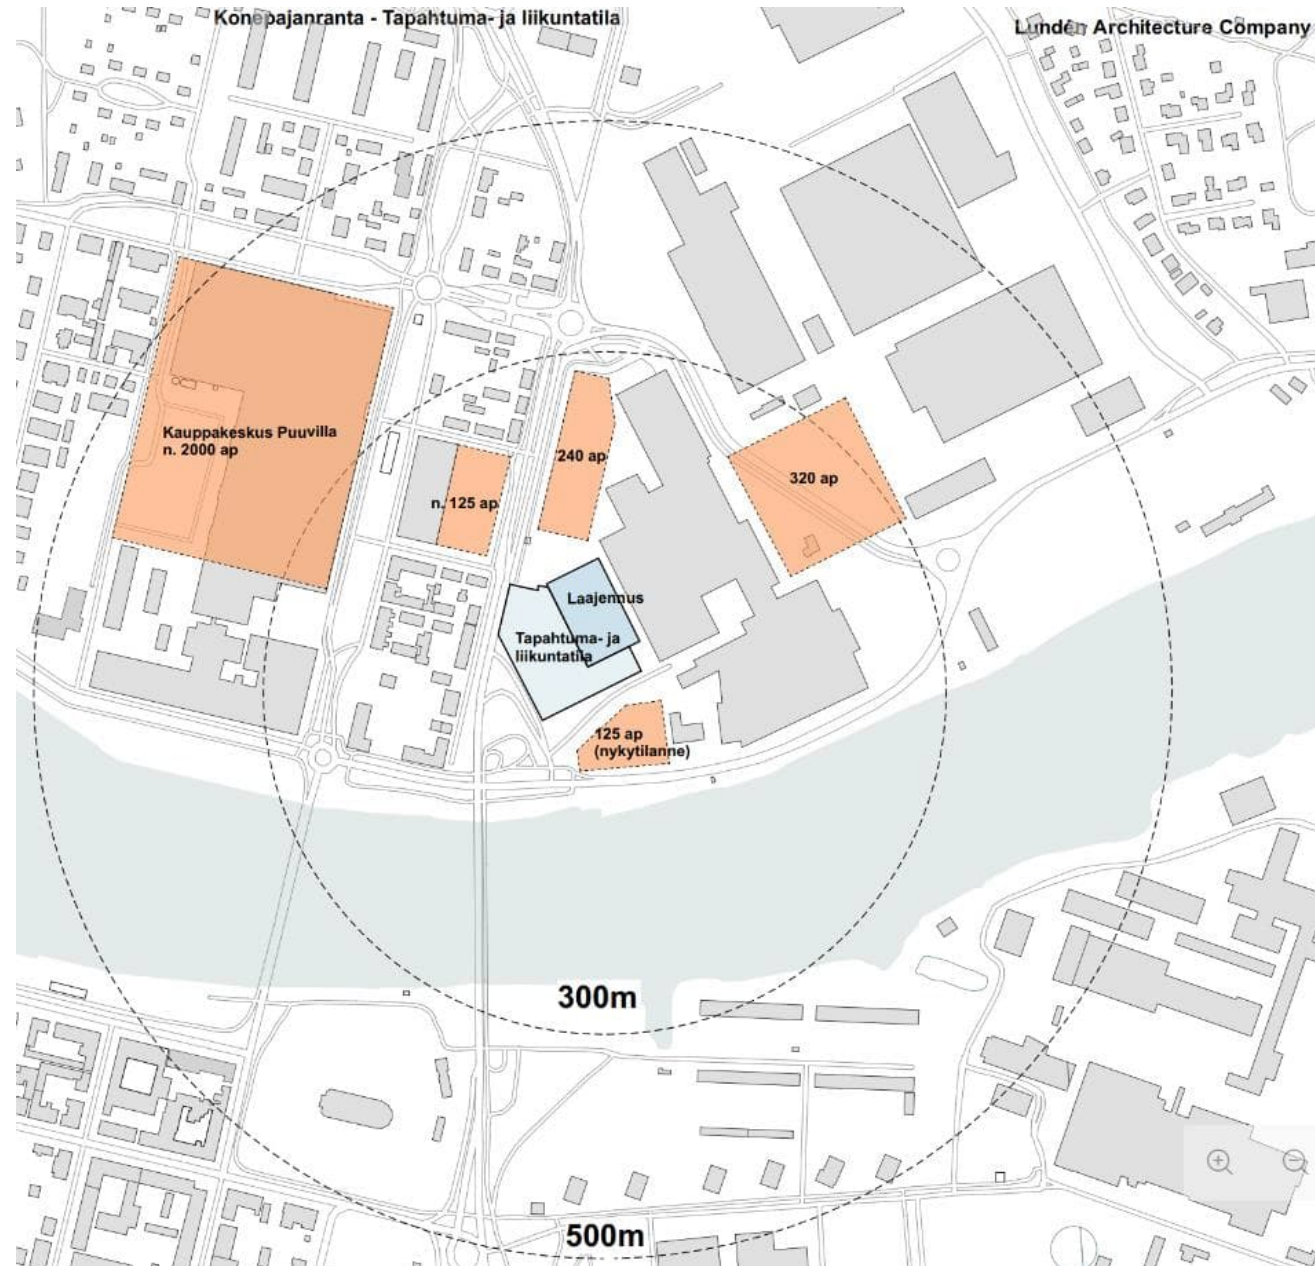 Konepajanranta - Tapahtuma- ja liikuntatila
Lundén Architecture Company
Kauppakeskus Puuvilla
n. 2000 ap
240 ap
n. 125 ap
320 ap
Laajennus
Tapahtuma- ja
liikuntatila
125 ap
(nykytilanne)
300m
500m